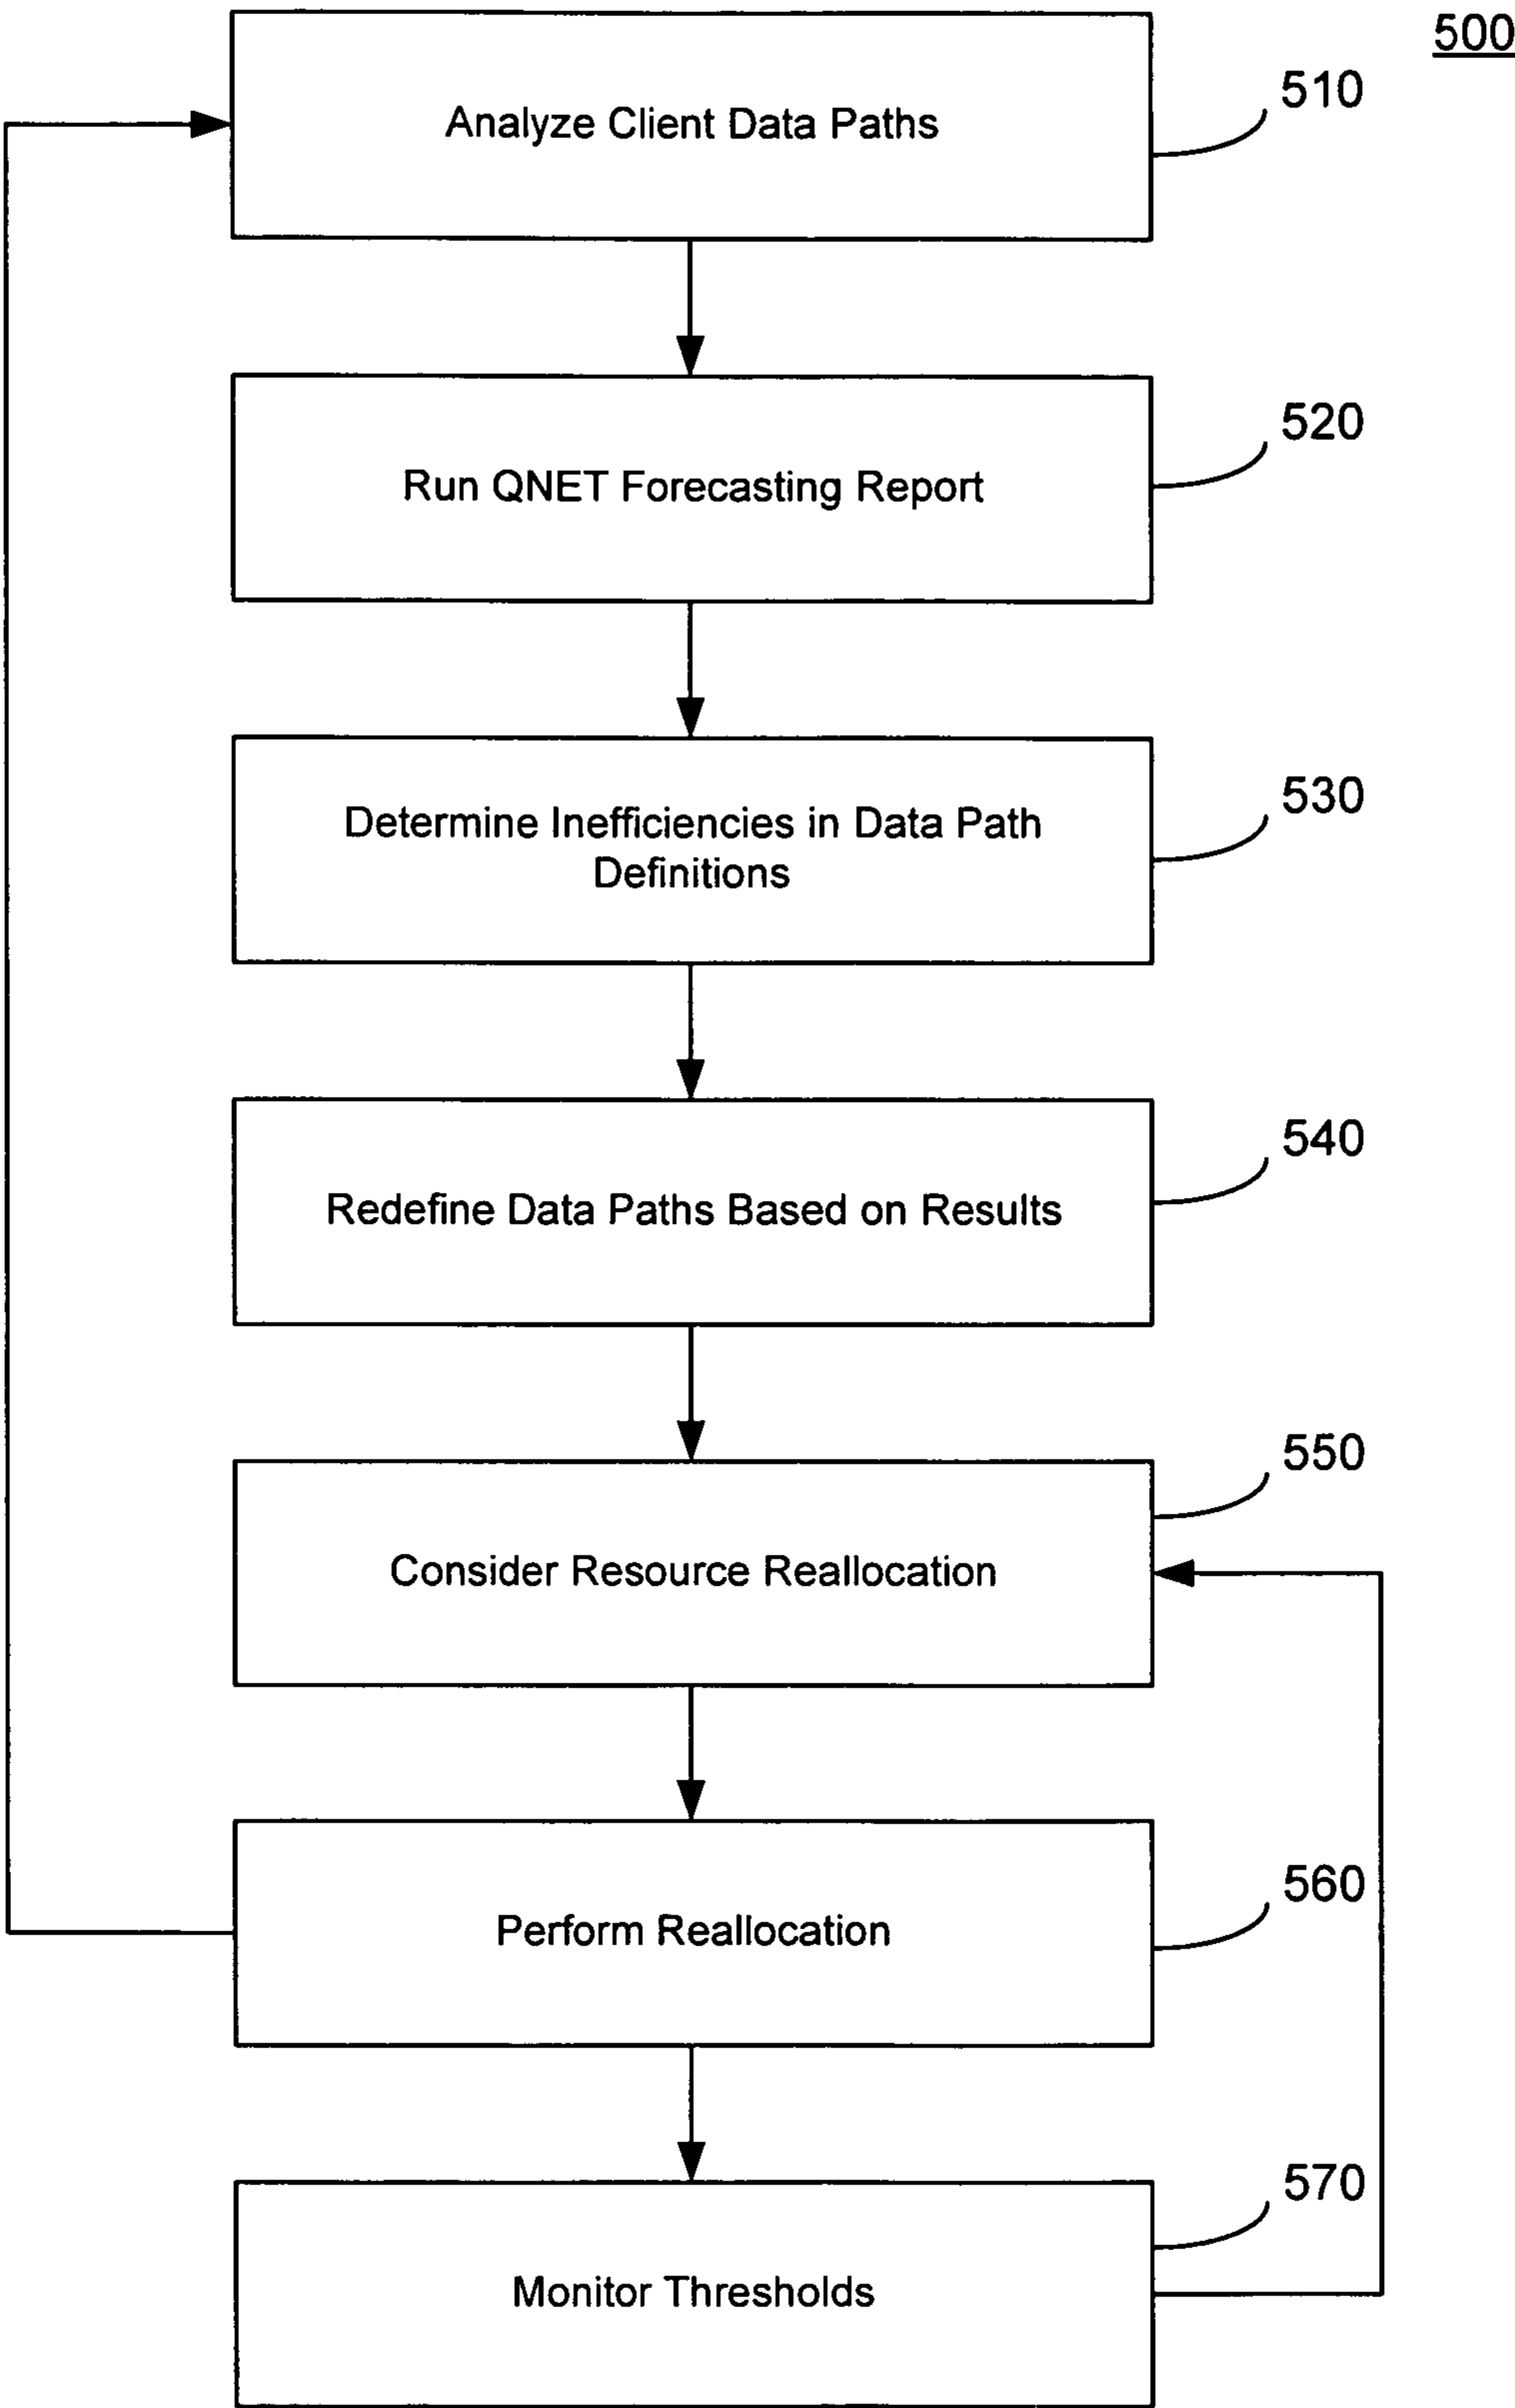 500
510
Analyze Client Data Paths
520
Run QNET Forecasting Report
530
Determine Inefficiencies in Data Path
Definitions
540
Redefine Data Paths Based on Results
550
Consider Resource Reallocation
560
Perform Reallocation
570
Monitor Thresholds